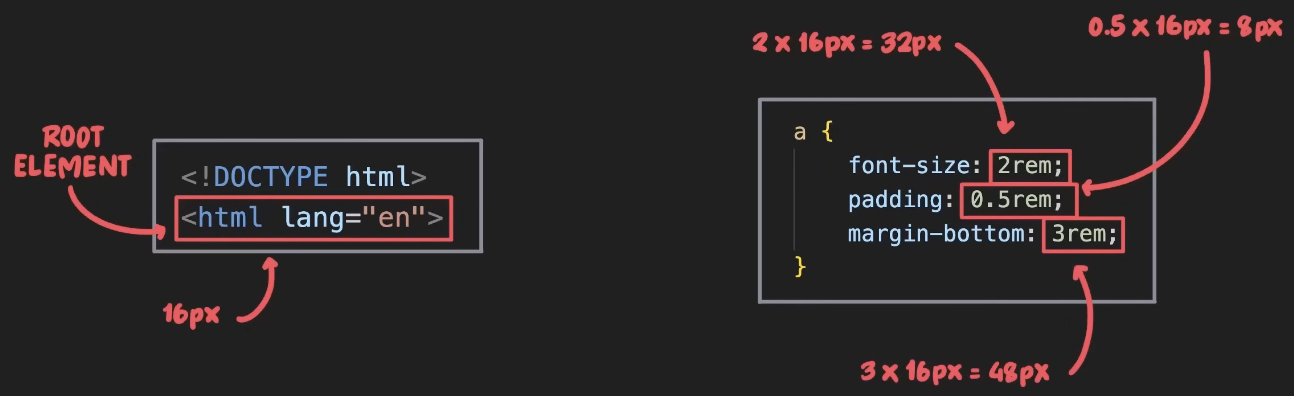 ROOT
ELEMENT
<!DOCTYPE html>
<html lang="en">
16px
2 x 16px = 32px
0.5 x 16px = 8px
a {
font-size: 2rem;
padding: 0.5rem;
margin-bottom: 3rem;
}
3 x 16px = 48px